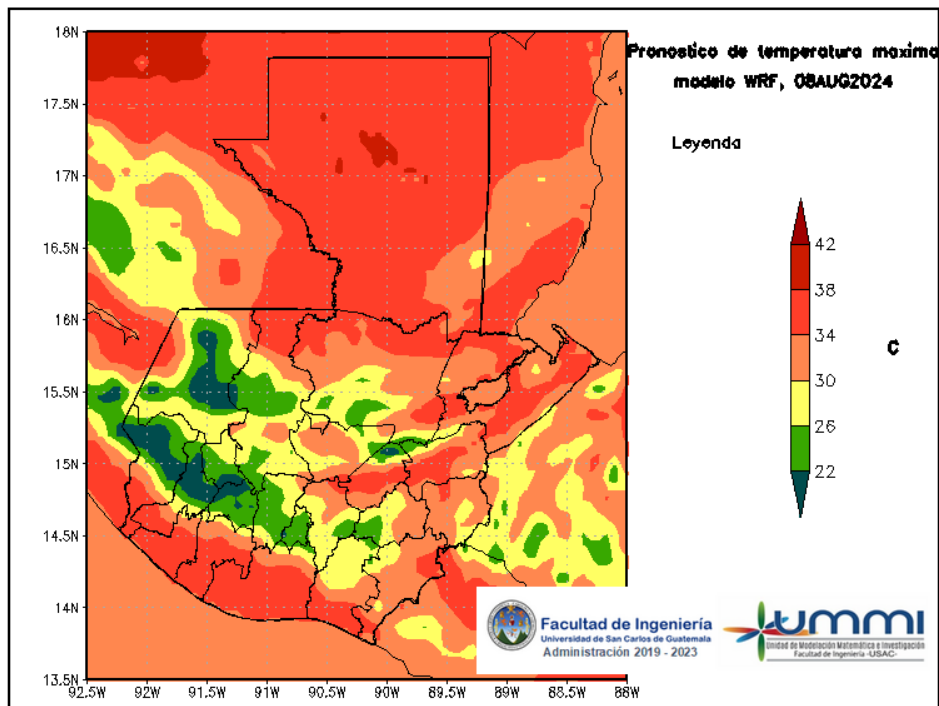 Pronostico de temperatura maxima
modelo WRF, 08AUG2024
Leyenda
18N
17.5N
17N
16.5N
16N
15.5N
15N
14.5N
14N
13.5N
92.5W
92W
91.5W
91W
90.5W
90W
89.5W
89W
88.5W
88W
42
38
34
30
26
22
C
Facultad de Ingeniería
Universidad de San Carlos de Guatemala
Administración 2019 - 2023
UMMI
Unidad de Modelación Matemática e Investigación
Facultad de Ingeniería -USAC-